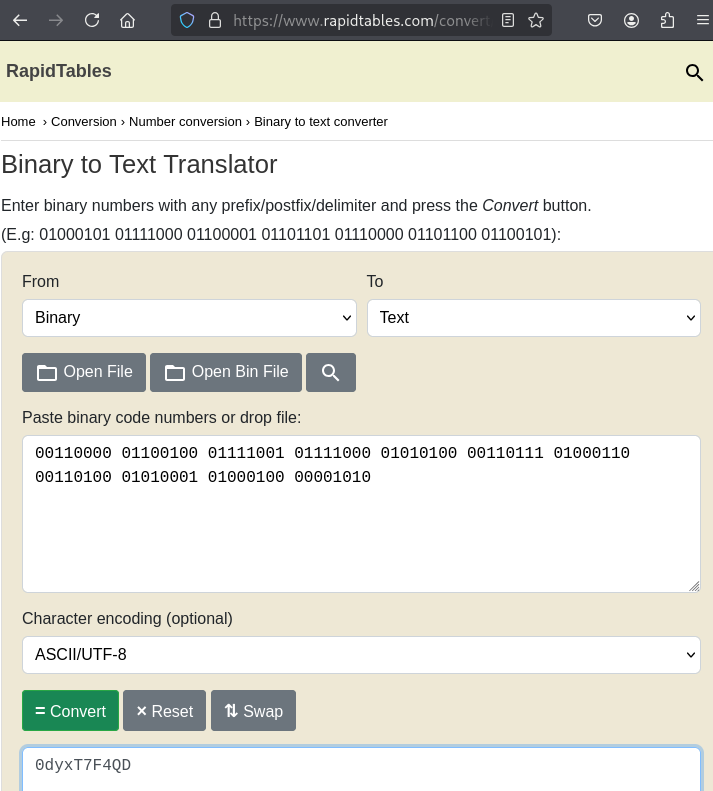 https://www.rapidtables.com/convert
RapidTables
Home › Conversion › Number conversion › Binary to text converter
Binary to Text Translator
Enter binary numbers with any prefix/postfix/delimiter and press the Convert button.
(E.g: 01000101 01111000 01100001 01101101 01110000 01101100 01100101):
From To
Binary Text
Open File Open Bin File
Paste binary code numbers or drop file:
00110000 01100100 01111001 01111000 01010100 00110111 01000110
00110100 01010001 01000100 00001010
Character encoding (optional)
ASCII/UTF-8
= Convert × Reset ⇅ Swap
0dyxT7F4QD